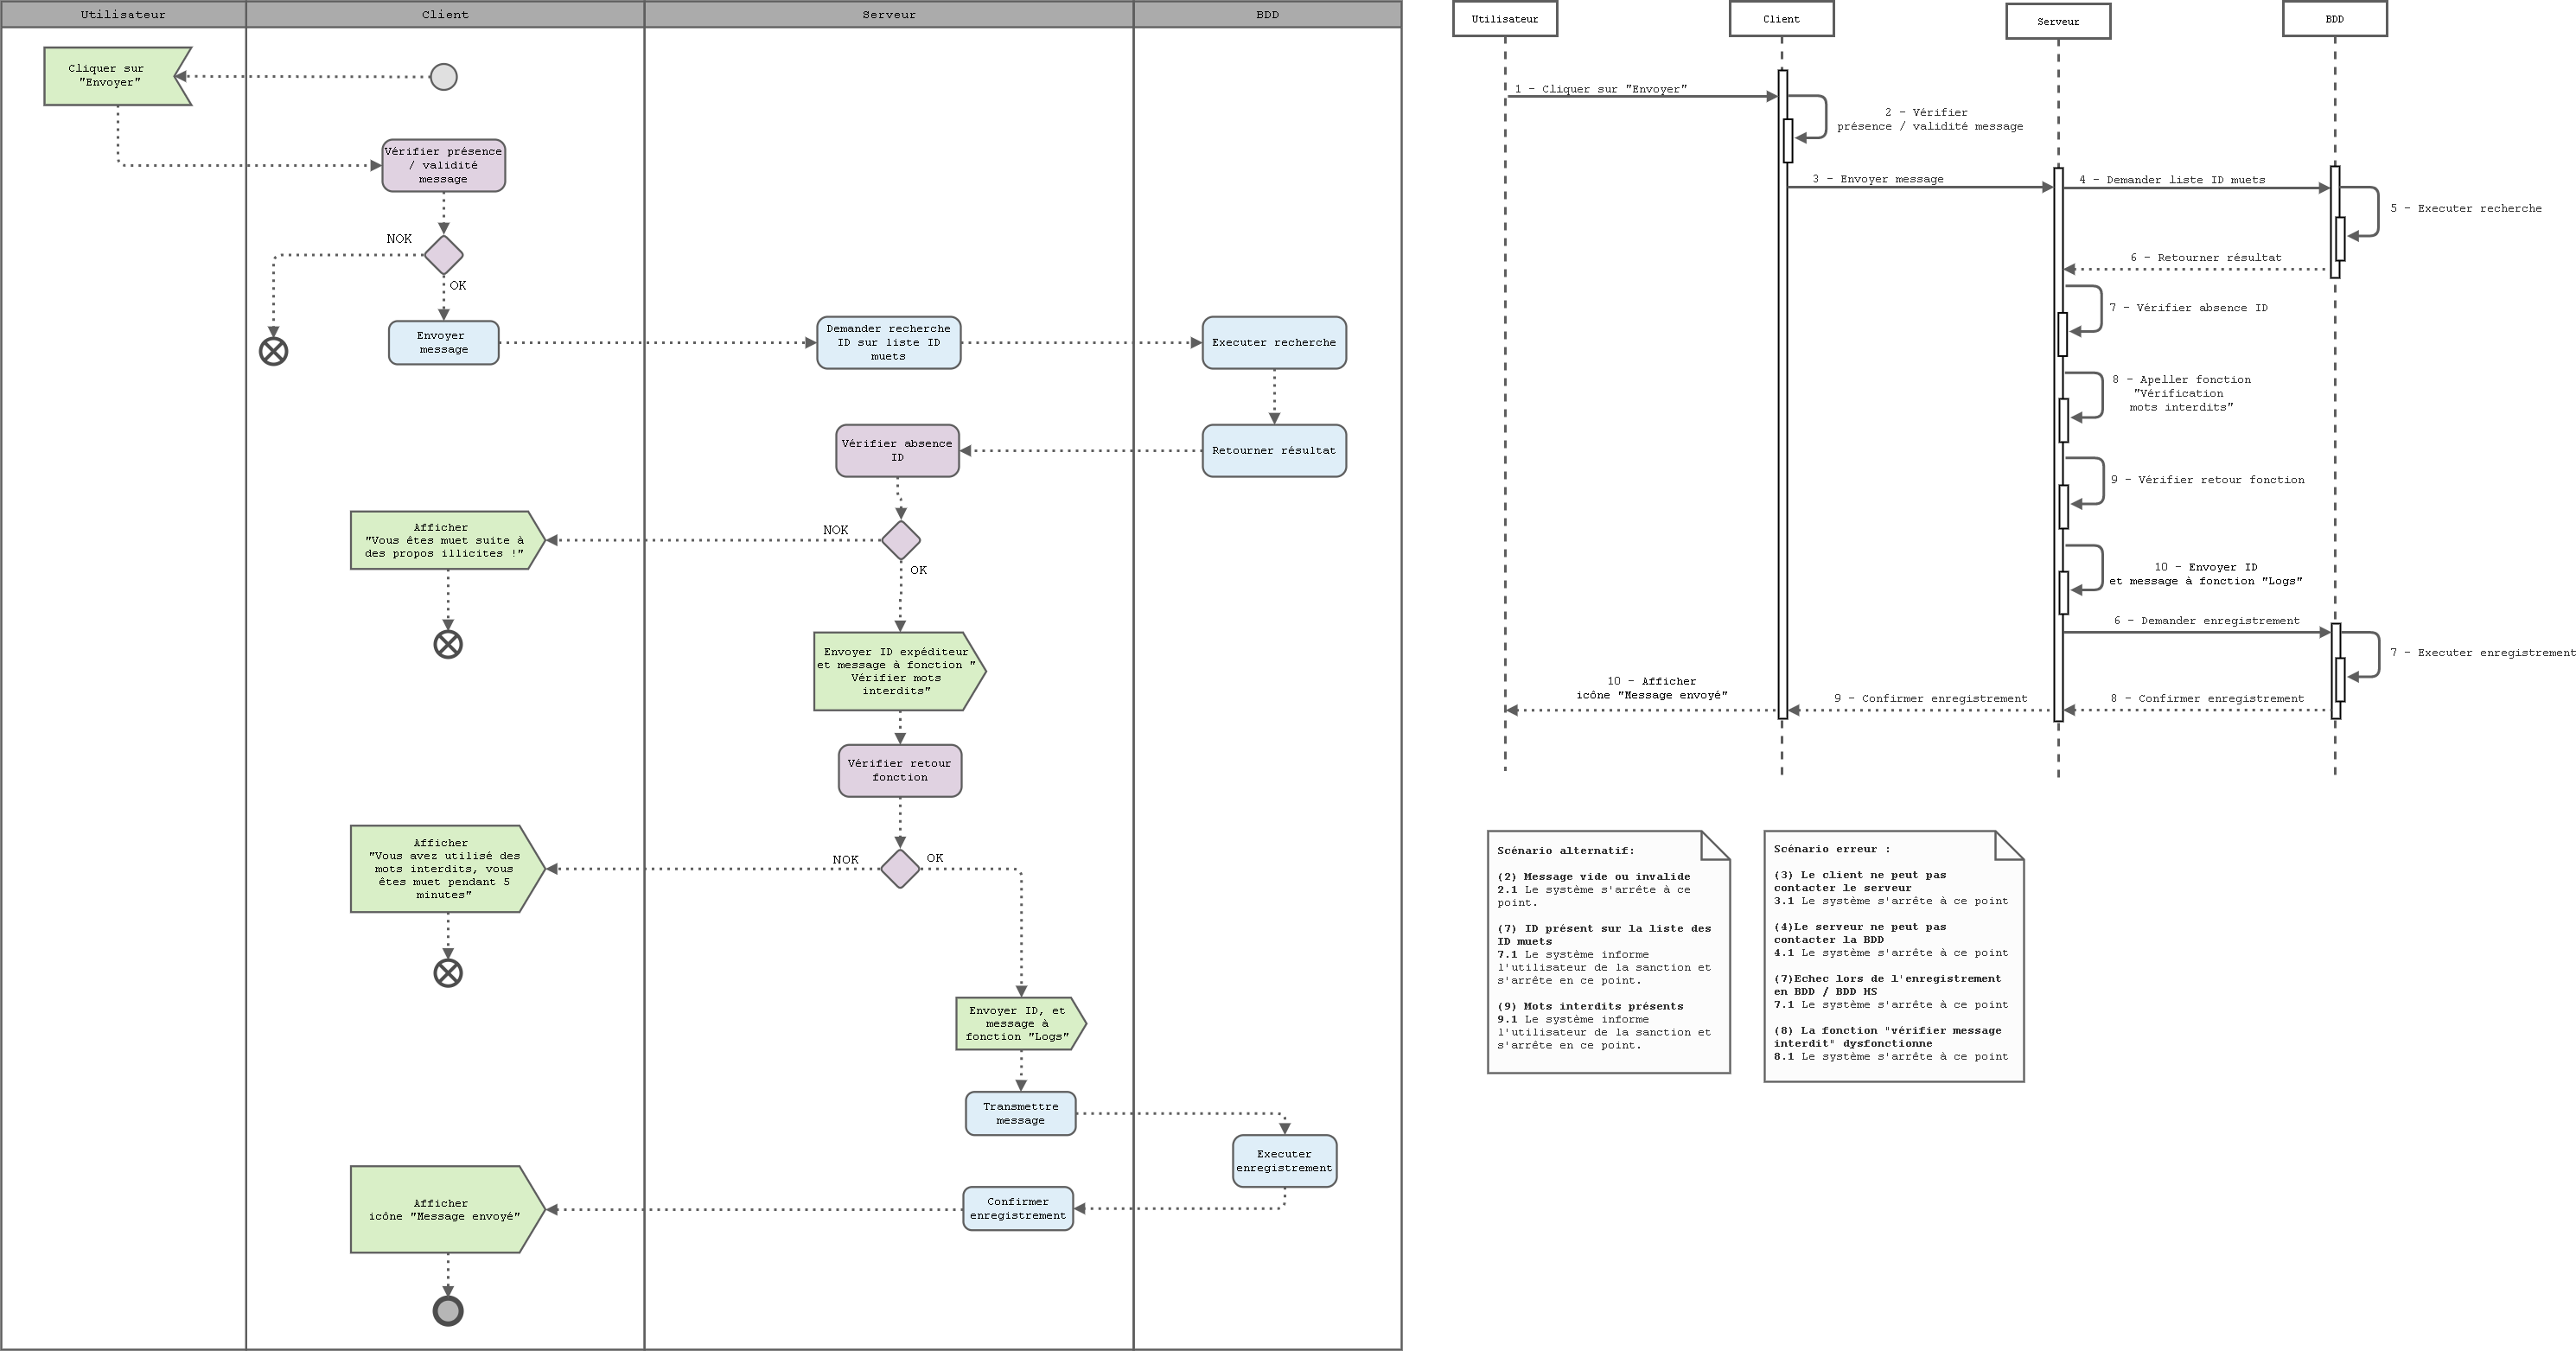 Utilisateur
Client
Serveur
BDD
Cliquer sur
"Envoyer"
Vérifier présence
/ validité
message
NOK
OK
Envoyer
message
Demander recherche
ID sur liste ID
muets
Executer recherche
Vérifier absence
ID
Retourner résultat
Afficher
"Vous êtes muet suite à
des propos illicites !"
NOK
OK
Envoyer ID expéditeur
et message à fonction "
Vérifier mots
interdits"
Vérifier retour
fonction
Afficher
"Vous avez utilisé des
mots interdits, vous
êtes muet pendant 5
minutes"
NOK
OK
Envoyer ID, et
message à
fonction "Logs"
Transmettre
message
Executer
enregistrement
Confirmer
enregistrement
Afficher
icône "Message envoyé"
Utilisateur
Client
Serveur
BDD
1 - Cliquer sur "Envoyer"
2 - Vérifier
présence / validité message
3 - Envoyer message
4 - Demander liste ID muets
5 - Executer recherche
6 - Retourner résultat
7 - Vérifier absence ID
8 - Apeller fonction
"Vérification
mots interdits"
9 - Vérifier retour fonction
10 - Envoyer ID
et message à fonction "Logs"
6 - Demander enregistrement
7 - Executer enregistrement
8 - Confirmer enregistrement
9 - Confirmer enregistrement
10 - Afficher
icône "Message envoyé"
Scénario alternatif:
(2) Message vide ou invalide
2.1 Le système s'arrête à ce
point.
(7) ID présent sur la liste des
ID muets
7.1 Le système informe
l'utilisateur de la sanction et
s'arrête en ce point.
(9) Mots interdits présents
9.1 Le système informe
l'utilisateur de la sanction et
s'arrête en ce point.
Scénario erreur :
(3) Le client ne peut pas
contacter le serveur
3.1 Le système s'arrête à ce point
(4)Le serveur ne peut pas
contacter la BDD
4.1 Le système s'arrête à ce point
(7)Echec lors de l'enregistrement
en BDD / BDD HS
7.1 Le système s'arrête à ce point
(8) La fonction "vérifier message
interdit" dysfonctionne
8.1 Le système s'arrête à ce point